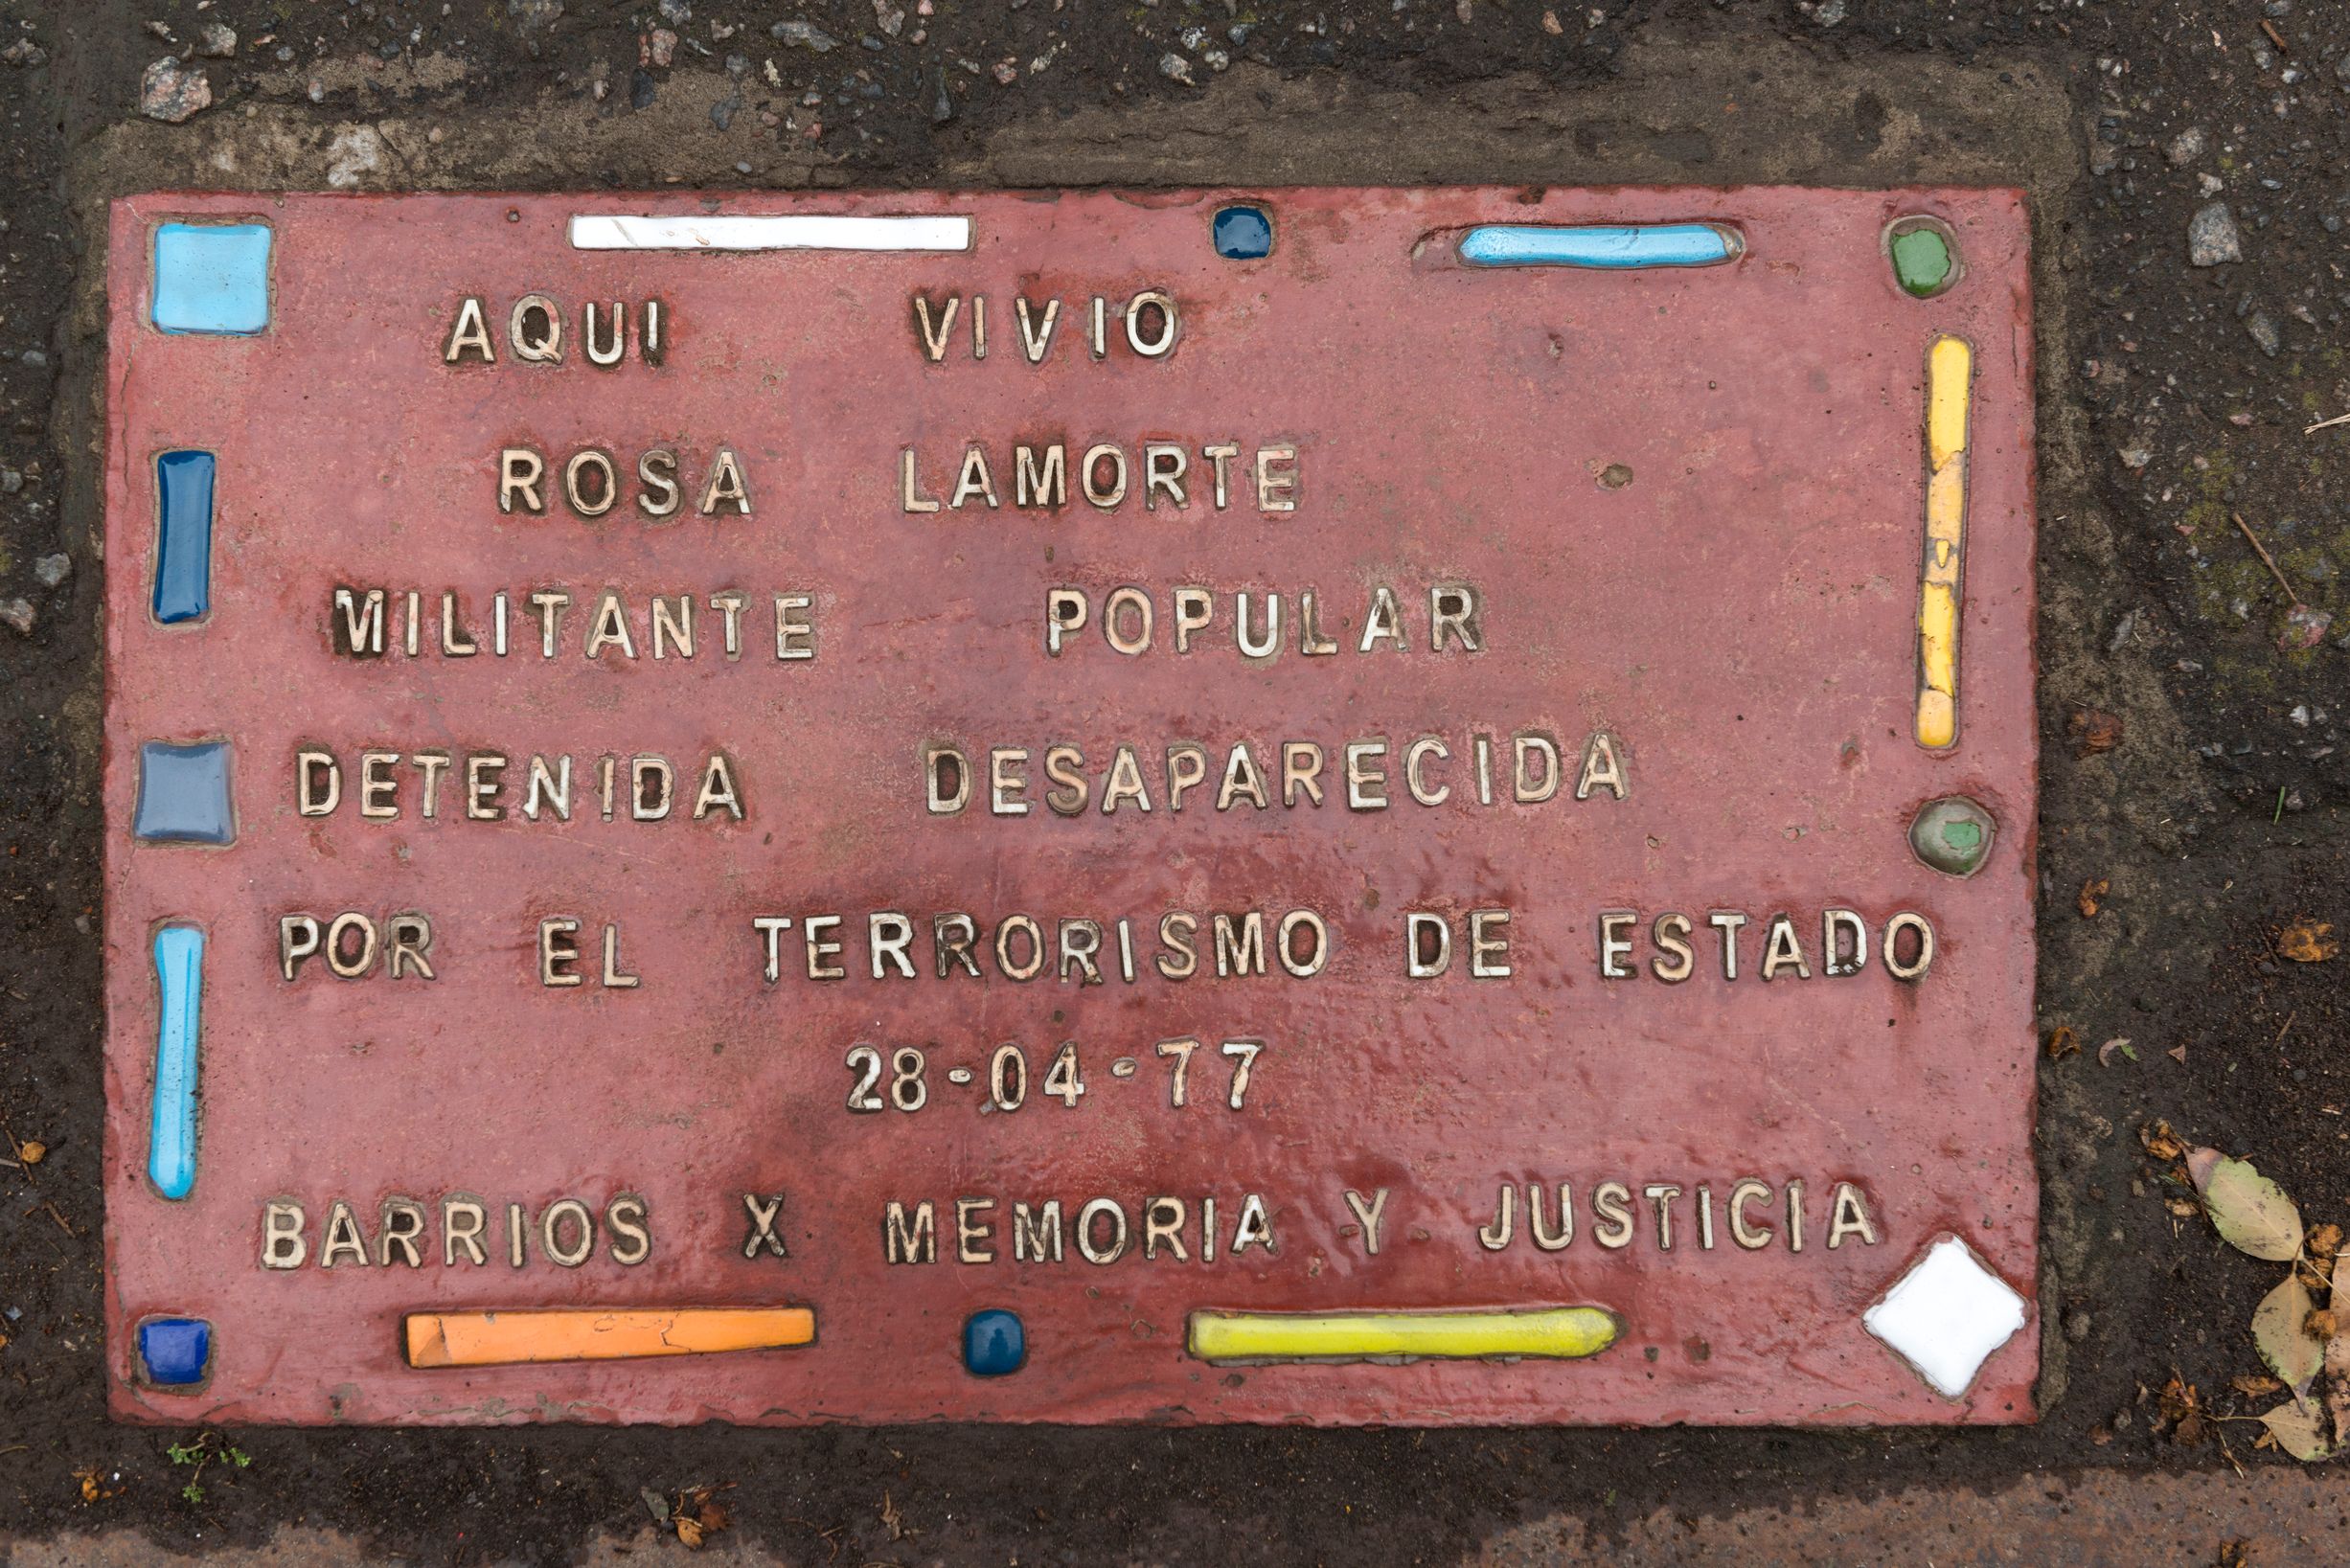 AQUI VIVIO
ROSA LAMORTE
MILITANTE POPULAR
DETENIDA DESAPARECIDA
POR EL TERRORISMO DE ESTADO
28-04-77
BARRIOS X MEMORIA Y JUSTICIA